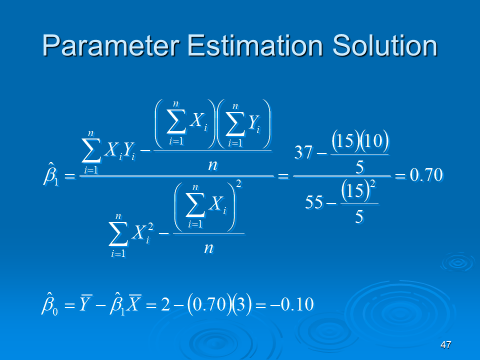 Parameter Estimation Solution
β̂₁ = (∑ᵢ₌₁ⁿ XᵢYᵢ − (∑ᵢ₌₁ⁿ Xᵢ)(∑ᵢ₌₁ⁿ Yᵢ) / n) / (∑ᵢ₌₁ⁿ Xᵢ² − (∑ᵢ₌₁ⁿ Xᵢ)² / n) = (37 − (15)(10) / 5) / (55 − (15)² / 5) = 0.70
β̂₀ = Y̅ − β̂₁X̅ = 2 − (0.70)(3) = −0.10
47